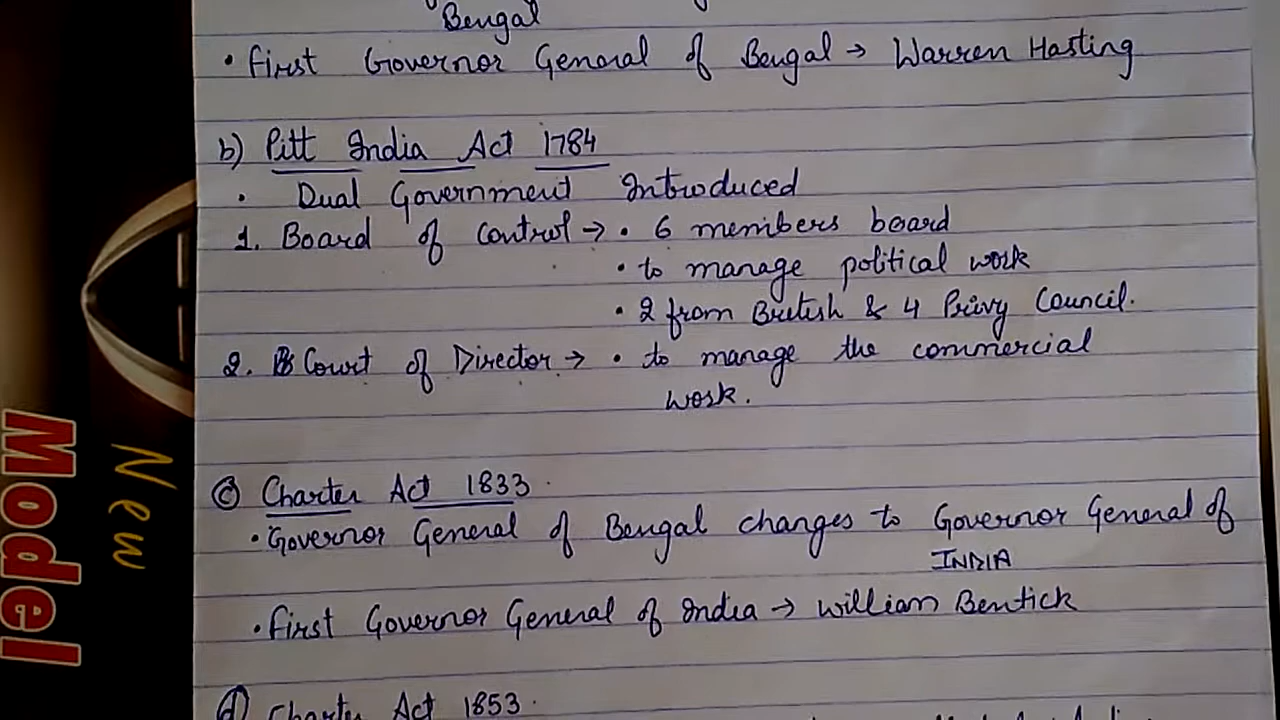 Bengal
• First Governor General of Bengal → Warren Hasting
b) Pitt India Act 1784
• Dual Government Introduced
1. Board of control → • 6 members board
• to manage political work
• 2 from British & 4 Privy Council.
2. Court of Director → • to manage the commercial
work.
c) Charter Act 1833.
• Governor General of Bengal changes to Governor General of
INDIA
• First Governor General of India → William Bentick
d) Charter Act 1853.
New
Model